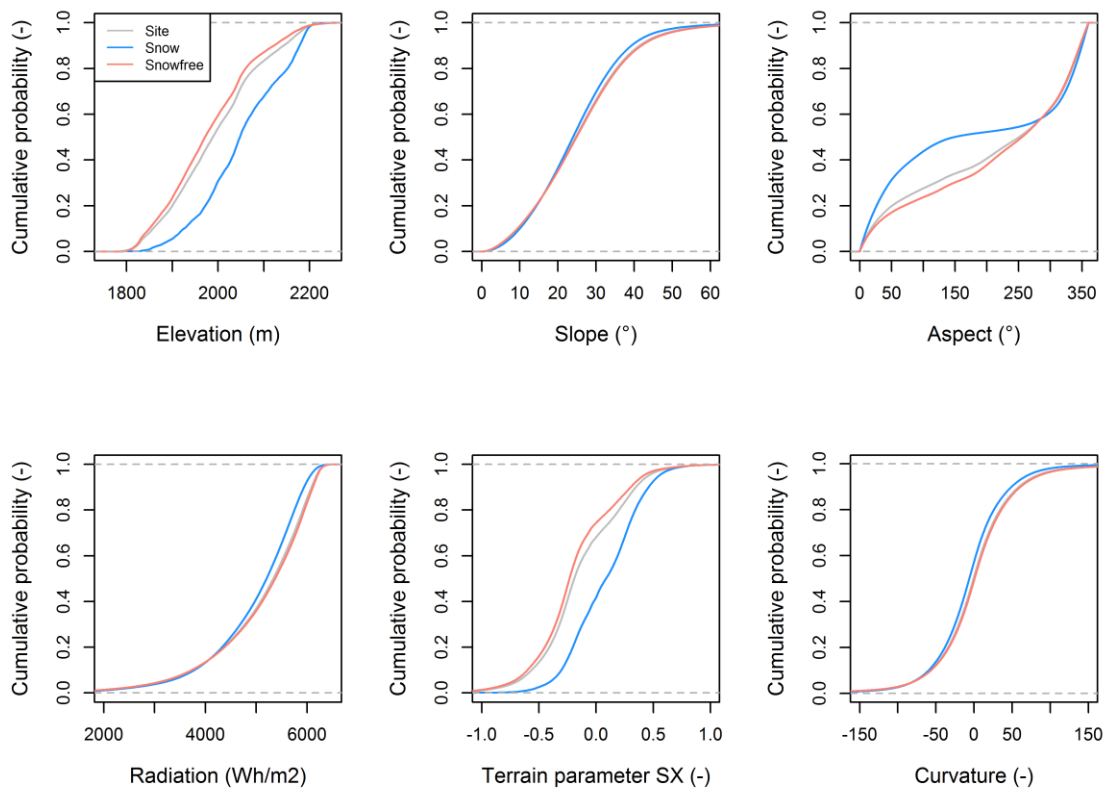 Cumulative probability (-)
0.0 0.2 0.4 0.6 0.8 1.0
Site
Snow
Snowfree
1800 2000 2200
Elevation (m)
Cumulative probability (-)
0.0 0.2 0.4 0.6 0.8 1.0
0 10 20 30 40 50 60
Slope (°)
Cumulative probability (-)
0.0 0.2 0.4 0.6 0.8 1.0
0 50 150 250 350
Aspect (°)
Cumulative probability (-)
0.0 0.2 0.4 0.6 0.8 1.0
2000 4000 6000
Radiation (Wh/m2)
Cumulative probability (-)
0.0 0.2 0.4 0.6 0.8 1.0
-1.0 -0.5 0.0 0.5 1.0
Terrain parameter SX (-)
Cumulative probability (-)
0.0 0.2 0.4 0.6 0.8 1.0
-150 -50 0 50 150
Curvature (-)